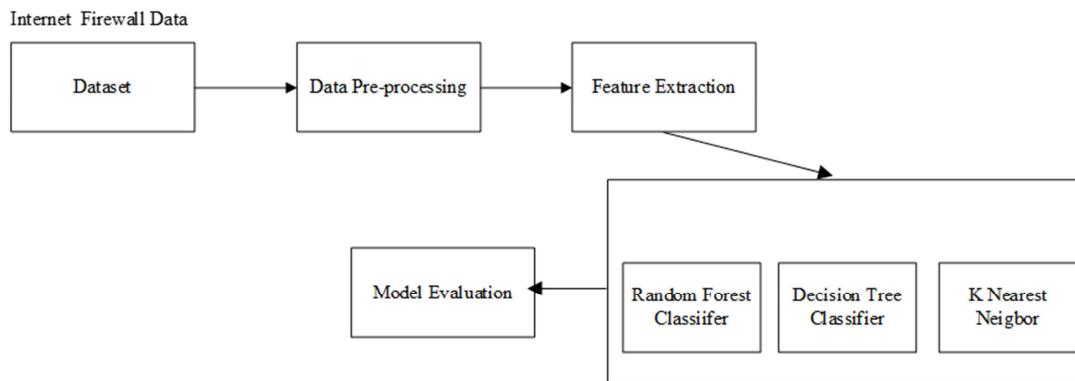 Internet Firewall Data
Dataset
Data Pre-processing
Feature Extraction
Model Evaluation
Random Forest
Classiifer
Decision Tree
Classifier
K Nearest
Neigbor